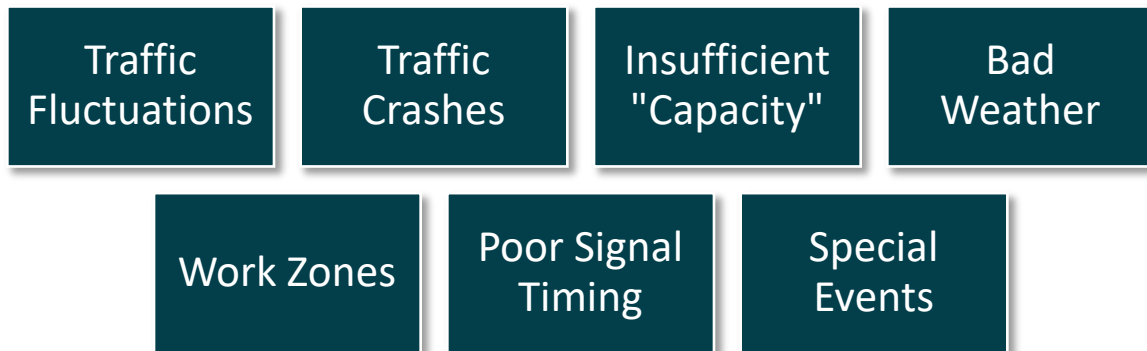 Traffic
Fluctuations
Traffic
Crashes
Insufficient
"Capacity"
Bad
Weather
Work Zones
Poor Signal
Timing
Special
Events